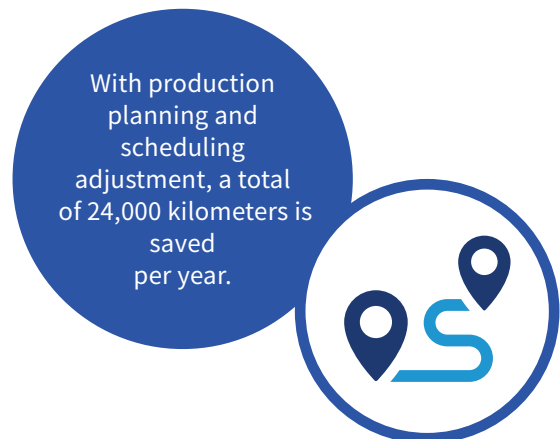 With production
planning and
scheduling
adjustment, a total
of 24,000 kilometers is
saved
per year.